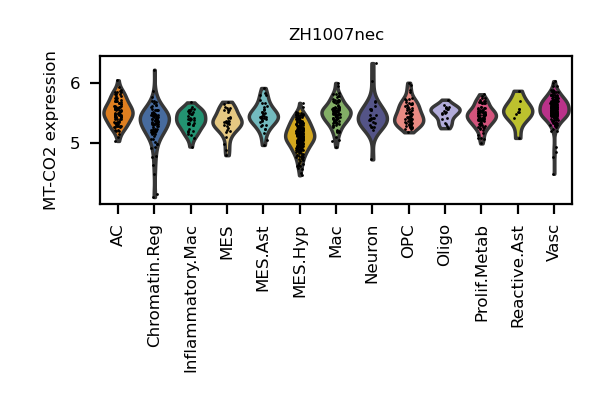 ZH1007nec
MT-CO2 expression
6
5
AC
Chromatin.Reg
Inflammatory.Mac
MES
MES.Ast
MES.Hyp
Mac
Neuron
OPC
Oligo
Prolif.Metab
Reactive.Ast
Vasc